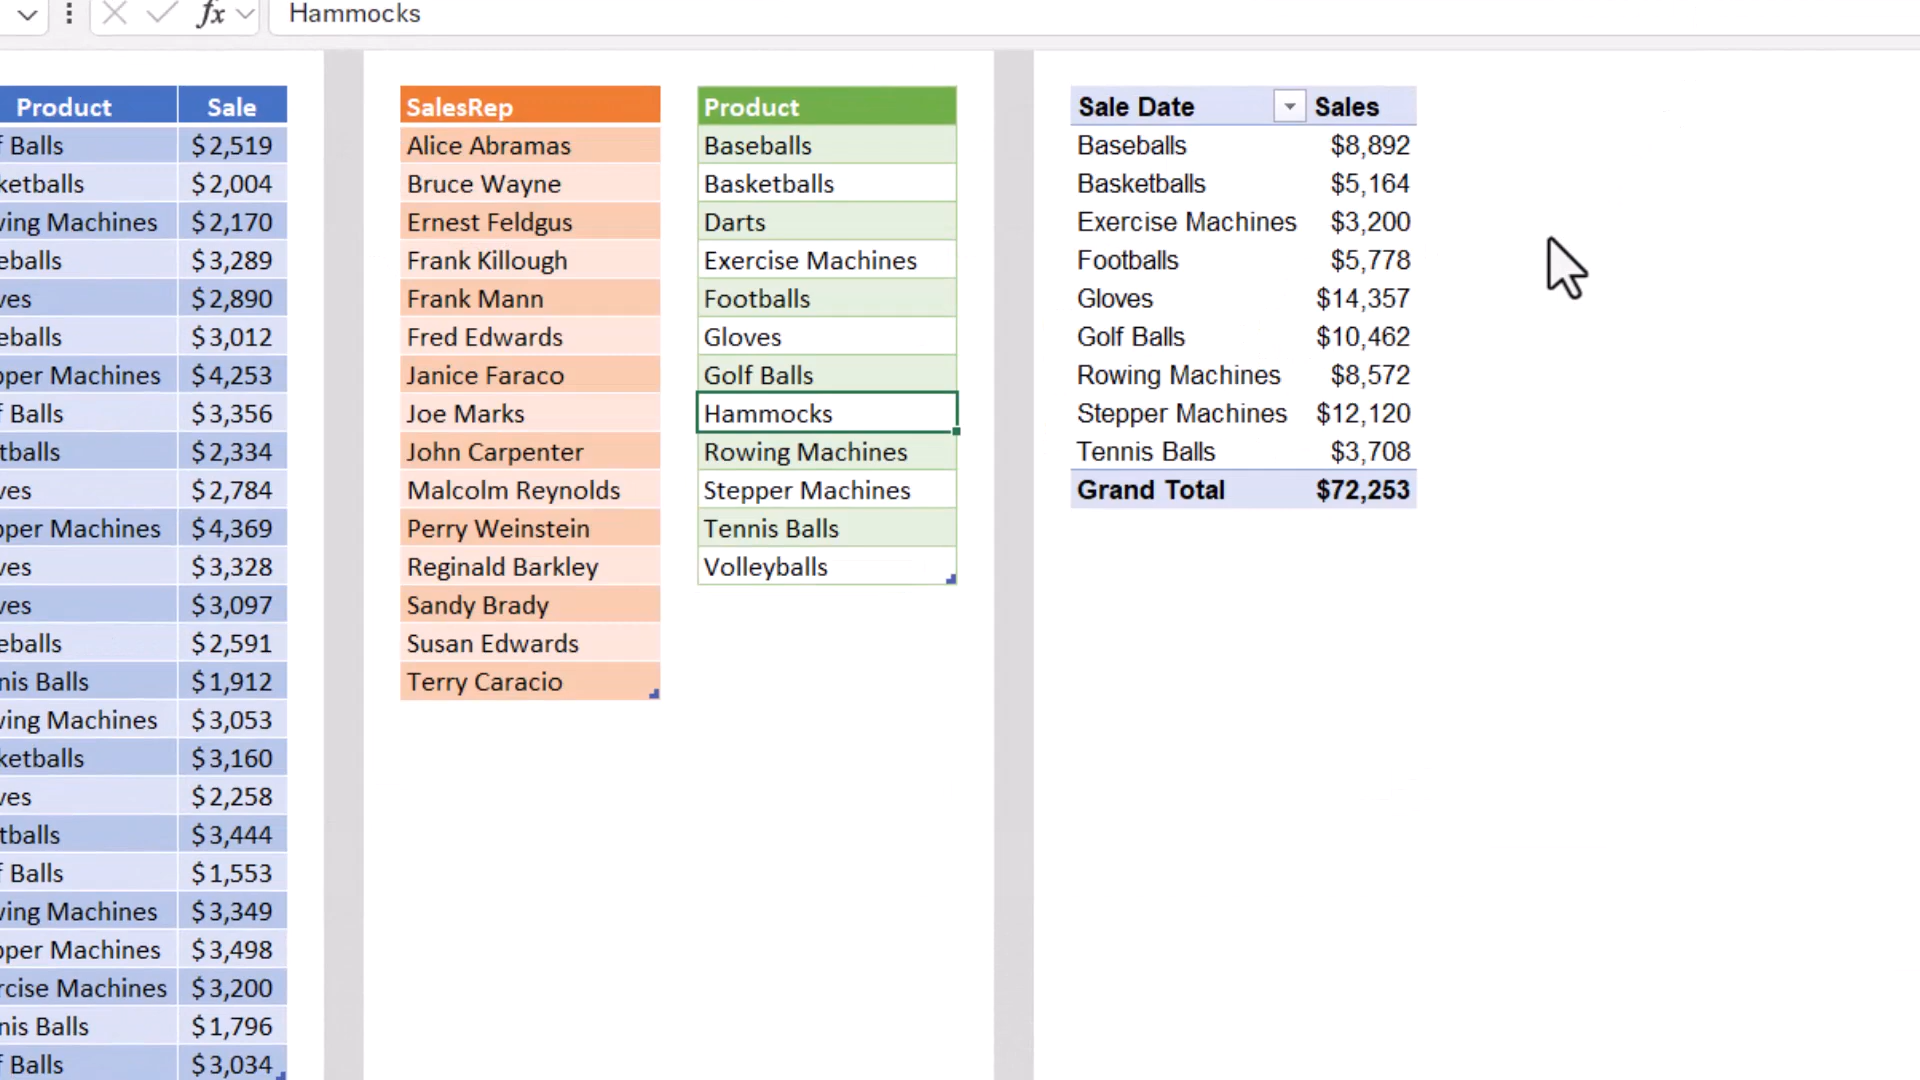 fx Hammocks
Product Sale
f Balls $2,519
ketballs $2,004
ving Machines $2,170
eballs $3,289
ves $2,890
eballs $3,012
pper Machines $4,253
f Balls $3,356
tballs $2,334
ves $2,784
pper Machines $4,369
ves $3,328
ves $3,097
eballs $2,591
nis Balls $1,912
ving Machines $3,053
ketballs $3,160
ves $2,258
tballs $3,444
f Balls $1,553
ving Machines $3,349
pper Machines $3,498
rcise Machines $3,200
nis Balls $1,796
f Balls $3,034
SalesRep
Alice Abramas
Bruce Wayne
Ernest Feldgus
Frank Killough
Frank Mann
Fred Edwards
Janice Faraco
Joe Marks
John Carpenter
Malcolm Reynolds
Perry Weinstein
Reginald Barkley
Sandy Brady
Susan Edwards
Terry Caracio
Product
Baseballs
Basketballs
Darts
Exercise Machines
Footballs
Gloves
Golf Balls
Hammocks
Rowing Machines
Stepper Machines
Tennis Balls
Volleyballs
Sale Date Sales
Baseballs $8,892
Basketballs $5,164
Exercise Machines $3,200
Footballs $5,778
Gloves $14,357
Golf Balls $10,462
Rowing Machines $8,572
Stepper Machines $12,120
Tennis Balls $3,708
Grand Total $72,253